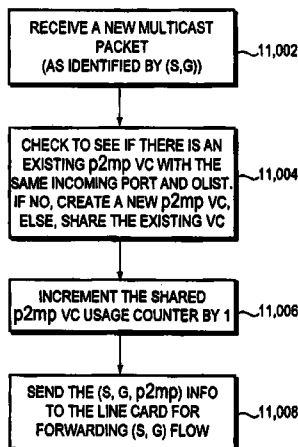 RECEIVE A NEW MULTICAST
PACKET
(AS IDENTIFIED BY (S,G))
11,002
CHECK TO SEE IF THERE IS AN
EXISTING p2mp VC WITH THE
SAME INCOMING PORT AND OLIST.
IF NO, CREATE A NEW p2mp VC,
ELSE, SHARE THE EXISTING VC
11,004
INCREMENT THE SHARED
p2mp VC USAGE COUNTER BY 1
11,006
SEND THE (S, G, p2mp) INFO
TO THE LINE CARD FOR
FORWARDING (S, G) FLOW
11,008